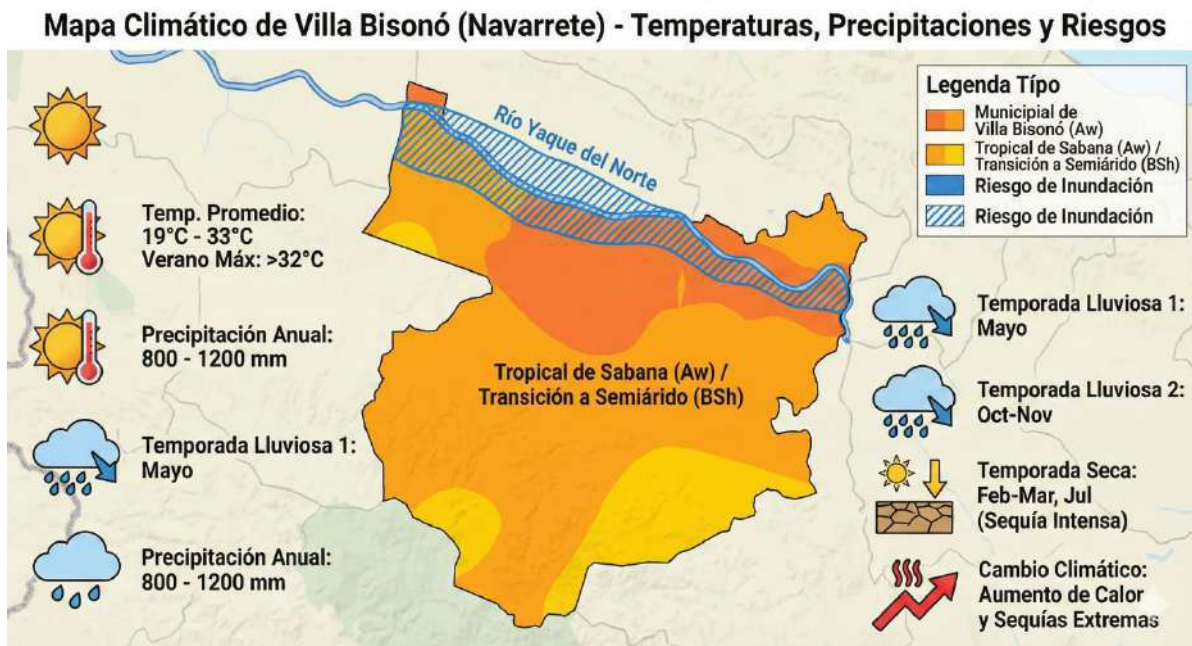 Mapa Climático de Villa Bisonó (Navarrete) - Temperaturas, Precipitaciones y Riesgos
Temp. Promedio:
19°C - 33°C
Verano Máx: >32°C
Precipitación Anual:
800 - 1200 mm
Temporada Lluviosa 1:
Mayo
Precipitación Anual:
800 - 1200 mm
Río Yaque del Norte
Tropical de Sabana (Aw) /
Transición a Semiárido (BSh)
Legenda Típo
Municipal de
Villa Bisonó (Aw)
Tropical de Sabana (Aw) /
Transición a Semiárido (BSh)
Riesgo de Inundación
Riesgo de Inundación
Temporada Lluviosa 1:
Mayo
Temporada Lluviosa 2:
Oct-Nov
Temporada Seca:
Feb-Mar, Jul
(Sequía Intensa)
Cambio Climático:
Aumento de Calor
y Sequías Extremas